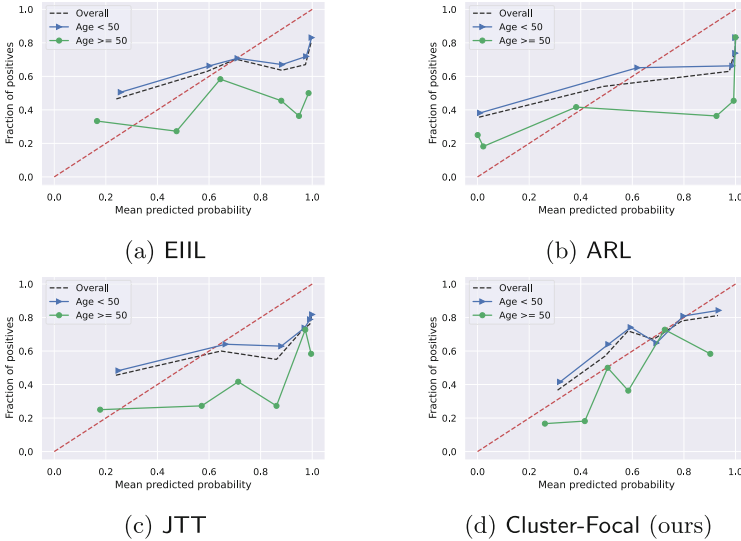 1.0
0.8
0.6
0.4
0.2
0.0
Fraction of positives
Overall
Age < 50
Age >= 50
0.0 0.2 0.4 0.6 0.8 1.0
Mean predicted probability
(a) EIIL
1.0
0.8
0.6
0.4
0.2
0.0
Fraction of positives
Overall
Age < 50
Age >= 50
0.0 0.2 0.4 0.6 0.8 1.0
Mean predicted probability
(b) ARL
1.0
0.8
0.6
0.4
0.2
0.0
Fraction of positives
Overall
Age < 50
Age >= 50
0.0 0.2 0.4 0.6 0.8 1.0
Mean predicted probability
(c) JTT
1.0
0.8
0.6
0.4
0.2
0.0
Fraction of positives
Overall
Age < 50
Age >= 50
0.0 0.2 0.4 0.6 0.8 1.0
Mean predicted probability
(d) Cluster-Focal (ours)